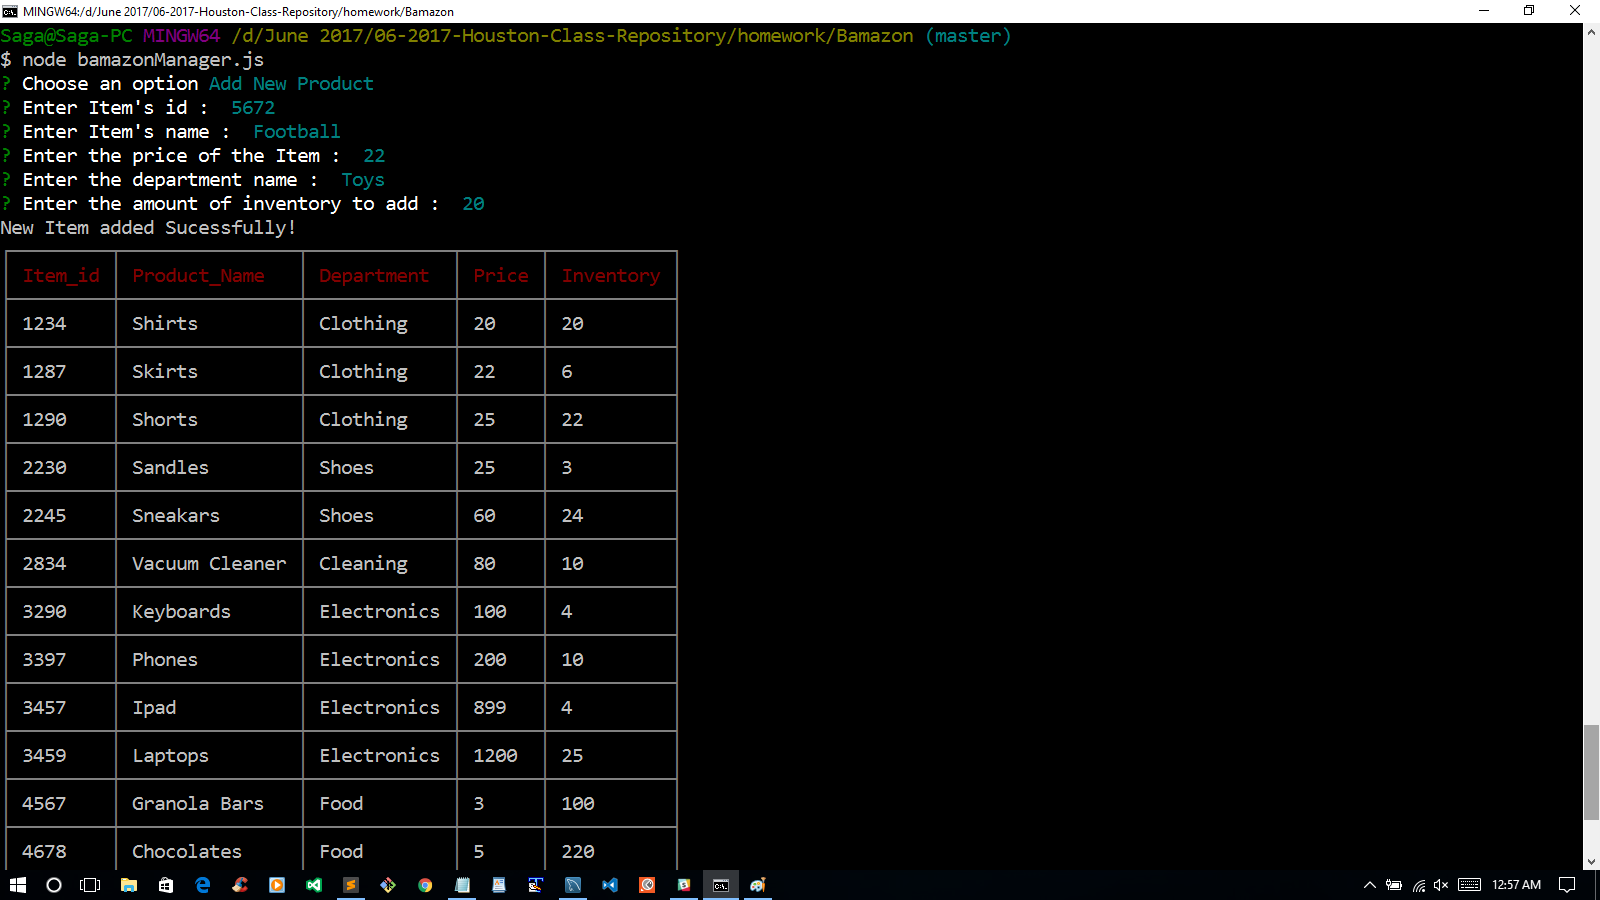 MINGW64:/d/June 2017/06-2017-Houston-Class-Repository/homework/Bamazon
Saga@Saga-PC MINGW64 /d/June 2017/06-2017-Houston-Class-Repository/homework/Bamazon (master)
$ node bamazonManager.js
? Choose an option Add New Product
? Enter Item's id :  5672
? Enter Item's name :  Football
? Enter the price of the Item :  22
? Enter the department name :  Toys
? Enter the amount of inventory to add :  20
New Item added Sucessfully!
Item_id Product_Name Department Price Inventory
1234 Shirts Clothing 20 20
1287 Skirts Clothing 22 6
1290 Shorts Clothing 25 22
2230 Sandles Shoes 25 3
2245 Sneakars Shoes 60 24
2834 Vacuum Cleaner Cleaning 80 10
3290 Keyboards Electronics 100 4
3397 Phones Electronics 200 10
3457 Ipad Electronics 899 4
3459 Laptops Electronics 1200 25
4567 Granola Bars Food 3 100
4678 Chocolates Food 5 220
12:57 AM